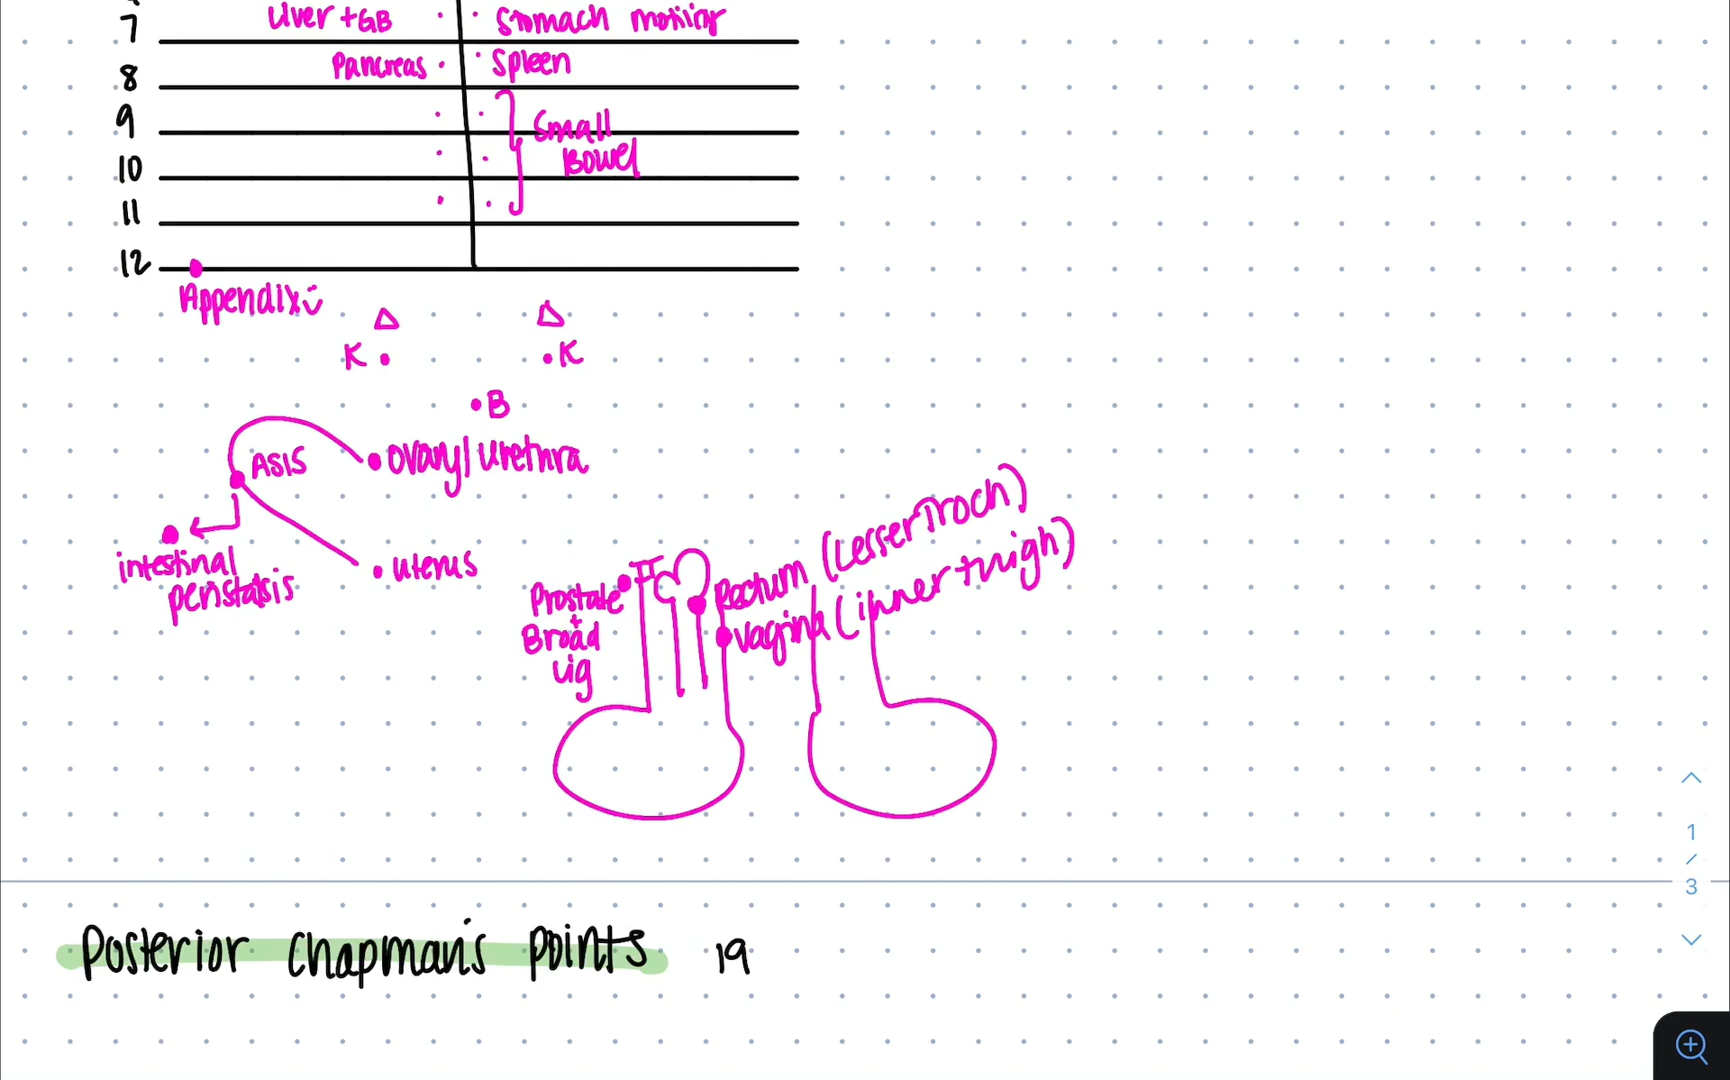 7 Liver + GB Stomach motility
8 Pancreas Spleen
9 Small
10 Bowel
11
12
Appendix
Δ Δ
K K
B
ASIS Ovary/Urethra
intestinal
peristalsis
uterus
Prostate
+
Broad
Lig
Rectum (Lesser Troch)
Vagina (inner thigh)
1
/
3
Posterior Chapman's Points 19